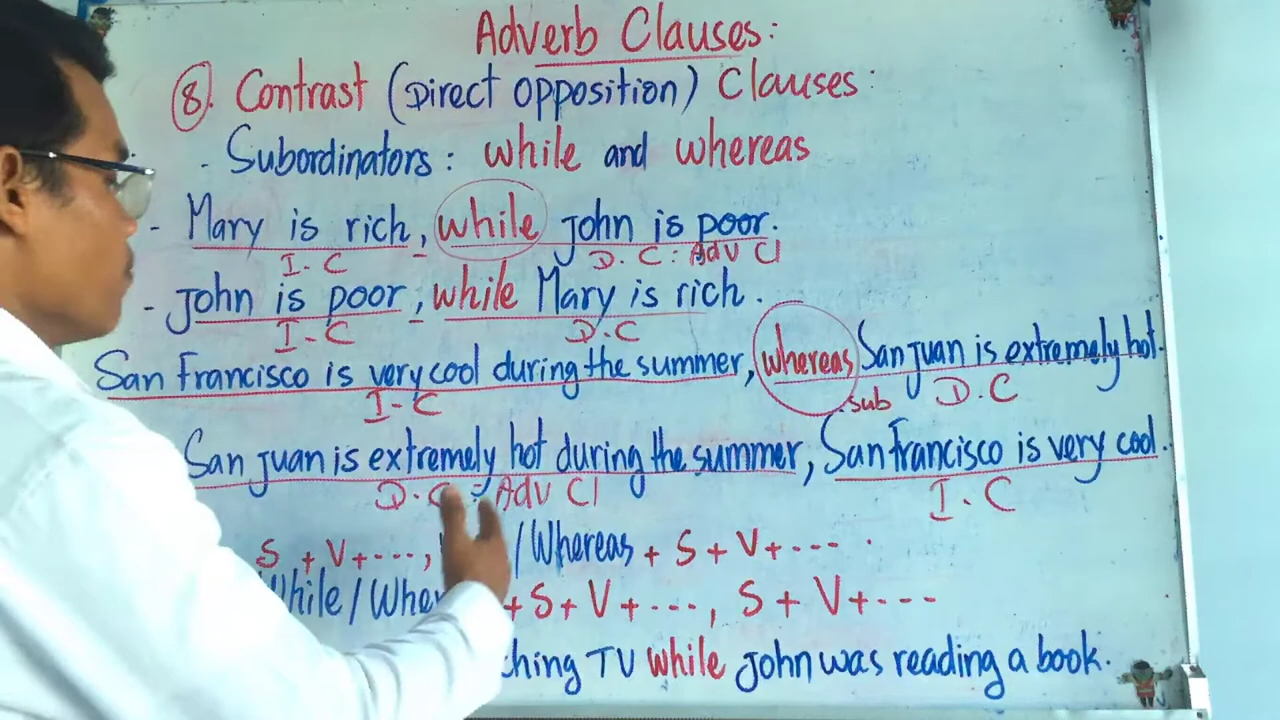 Adverb Clauses:
8. Contrast (Direct opposition) Clauses:
- Subordinators: while and whereas
- Mary is rich, while John is poor.
I.C D.C: Adv Cl
- John is poor, while Mary is rich.
I.C D.C
San Francisco is very cool during the summer, whereas San Juan is extremely hot.
I.C sub D.C
San Juan is extremely hot during the summer, San Francisco is very cool.
D.C: Adv Cl I.C
S + V + ..., / Whereas + S + V + ... .
While / + S + V + ..., S + V + ...
TV while John was reading a book.